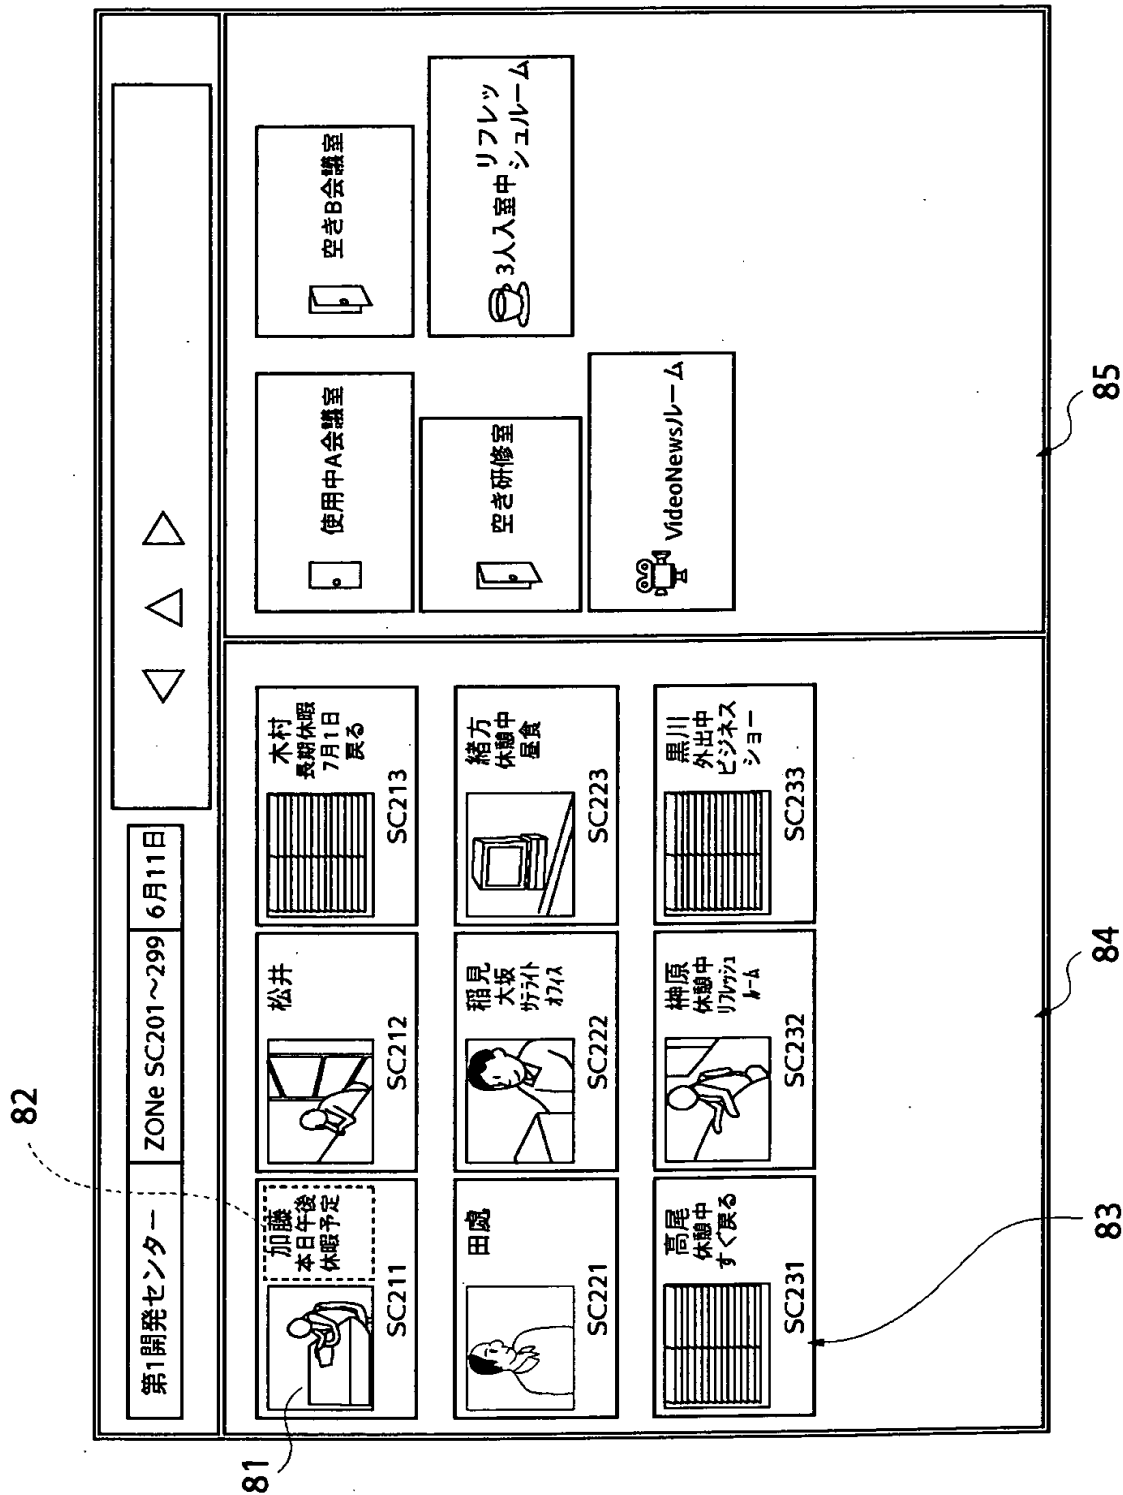 第1開発センター
ZONe SC201～299
6月11日
加藤
本日午後
休暇予定
SC211
松井
SC212
木村
長期休暇
7月1日
戻る
SC213
田處
SC221
稲見
大坂
サテライト
オフィス
SC222
緒方
休憩中
昼食
SC223
高尾
休憩中
すぐ戻る
SC231
榊原
休憩中
リフレッシュ
ルーム
SC232
黒川
外出中
ビジネス
ショー
SC233
使用中A会議室
空きB会議室
空き研修室
3人入室中
リフレッ
シュルーム
VideoNewsルーム
81
82
83
84
85